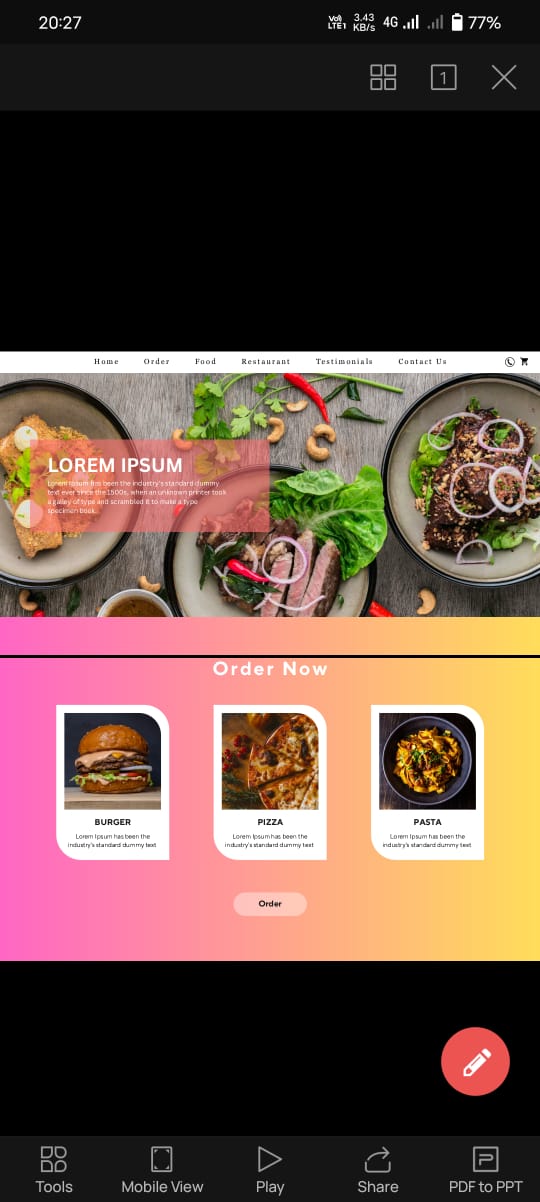 20:27
Vo)) LTE1 3.43 KB/s 4G 77%
1
Home Order Food Restaurant Testimonials Contact Us
LOREM IPSUM
Lorem Ipsum has been the industry's standard dummy
text ever since the 1500s, when an unknown printer took
a galley of type and scrambled it to make a type
specimen book.
Order Now
BURGER
Lorem Ipsum has been the
industry's standard dummy text
PIZZA
Lorem Ipsum has been the
industry's standard dummy text
PASTA
Lorem Ipsum has been the
industry's standard dummy text
Order
Tools Mobile View Play Share PDF to PPT